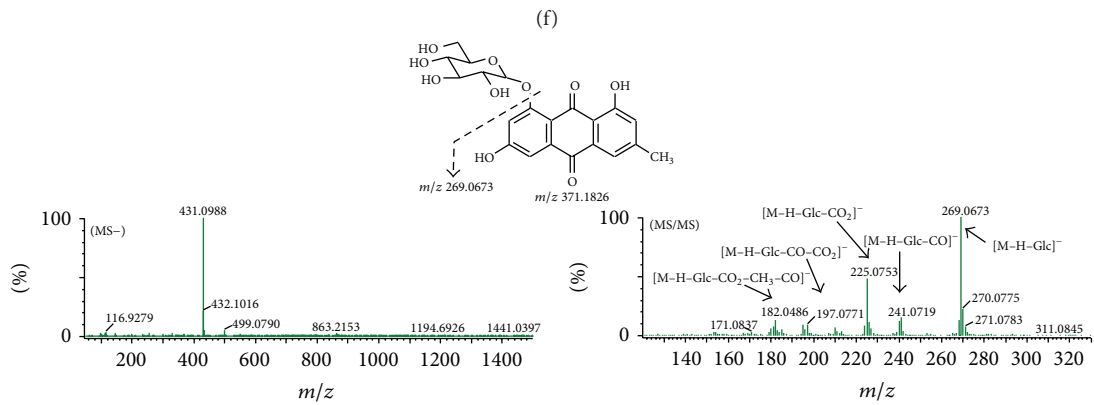 (f)
HO
HO
HO
OH
O
O
O
OH
HO
O
CH3
m/z 269.0673
m/z 371.1826
100
0
(%)
(MS−)
431.0988
432.1016
116.9279
499.0790
863.2153
1194.6926
1441.0397
200
400
600
800
1000
1200
1400
m/z
100
0
(%)
(MS/MS)
[M–H–Glc–CO2]−
269.0673
[M–H–Glc–CO]−
[M–H–Glc]−
[M–H–Glc–CO–CO2]−
225.0753
[M–H–Glc–CO2–CH3–CO]−
270.0775
182.0486
197.0771
241.0719
271.0783
171.0837
311.0845
140
160
180
200
220
240
260
280
300
320
m/z